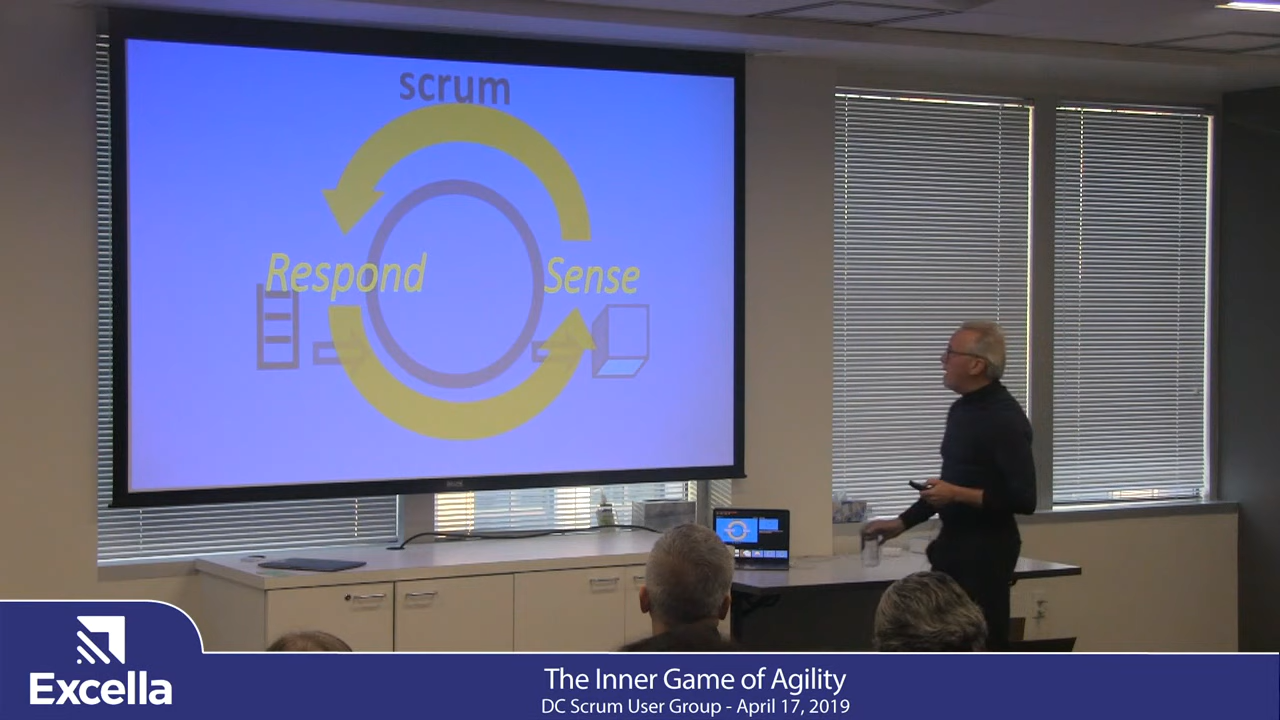 scrum
Respond
Sense
Excella
The Inner Game of Agility
DC Scrum User Group - April 17, 2019